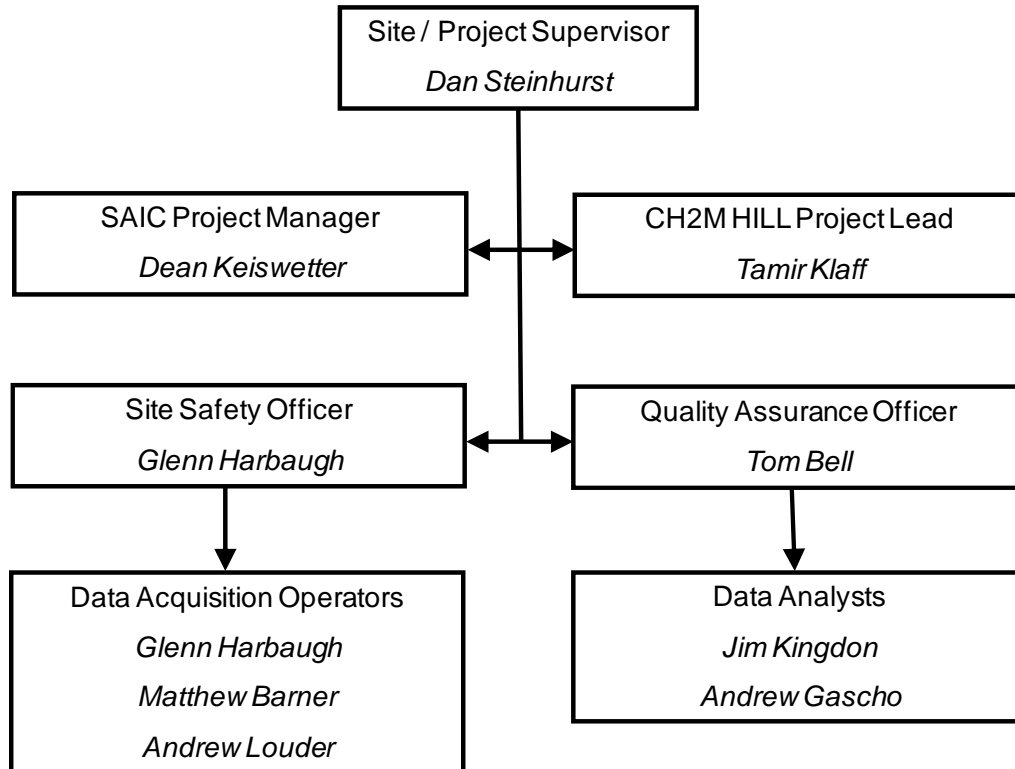 Site / Project Supervisor
Dan Steinhurst
SAIC Project Manager
Dean Keiswetter
CH2M HILL Project Lead
Tamir Klaff
Site Safety Officer
Glenn Harbaugh
Quality Assurance Officer
Tom Bell
Data Acquisition Operators
Glenn Harbaugh
Matthew Barner
Andrew Louder
Data Analysts
Jim Kingdon
Andrew Gascho